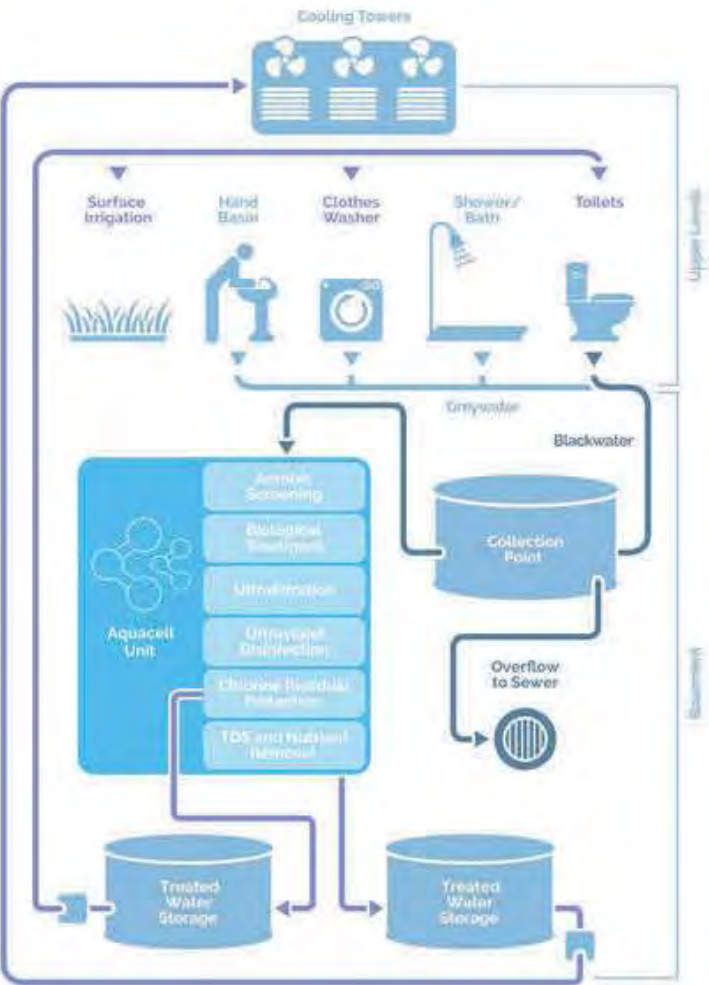 Cooling Towers
Surface
Irrigation
Hand
Basin
Clothes
Washer
Shower/
Bath
Toilets
Upper Levels
Greywater
Blackwater
Aquacell
Unit
Screening
Biological
Treatment
Ultrafiltration
Ultraviolet
Disinfection
Chlorine Residual
Protection
TDS and Nutrient
Removal
Collection
Point
Overflow
to Sewer
Basement
Treated
Water
Storage
Treated
Water
Storage